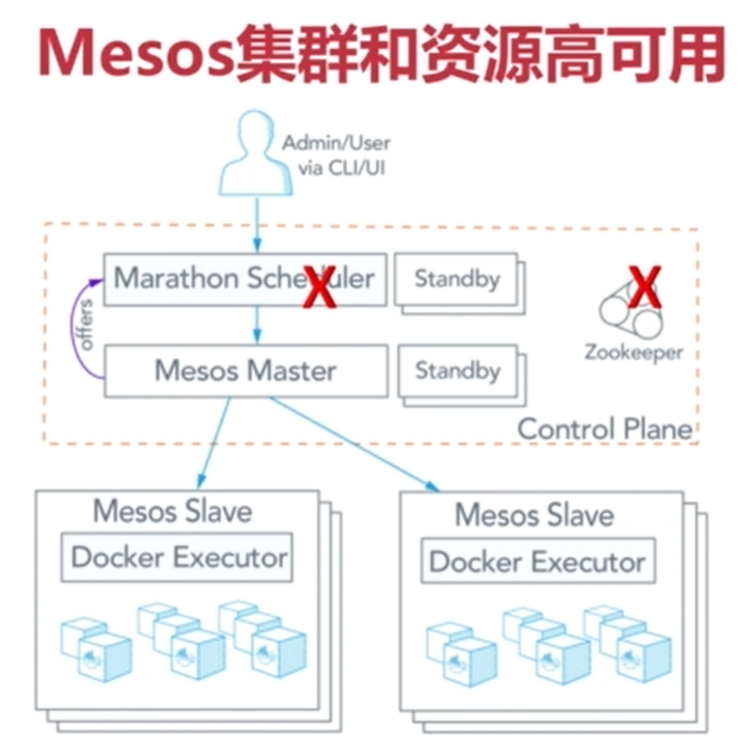 Mesos集群和资源高可用
Admin/User
via CLI/UI
Marathon Scheduler
X
Standby
X
offers
Zookeeper
Mesos Master
Standby
Control Plane
Mesos Slave
Docker Executor
Mesos Slave
Docker Executor